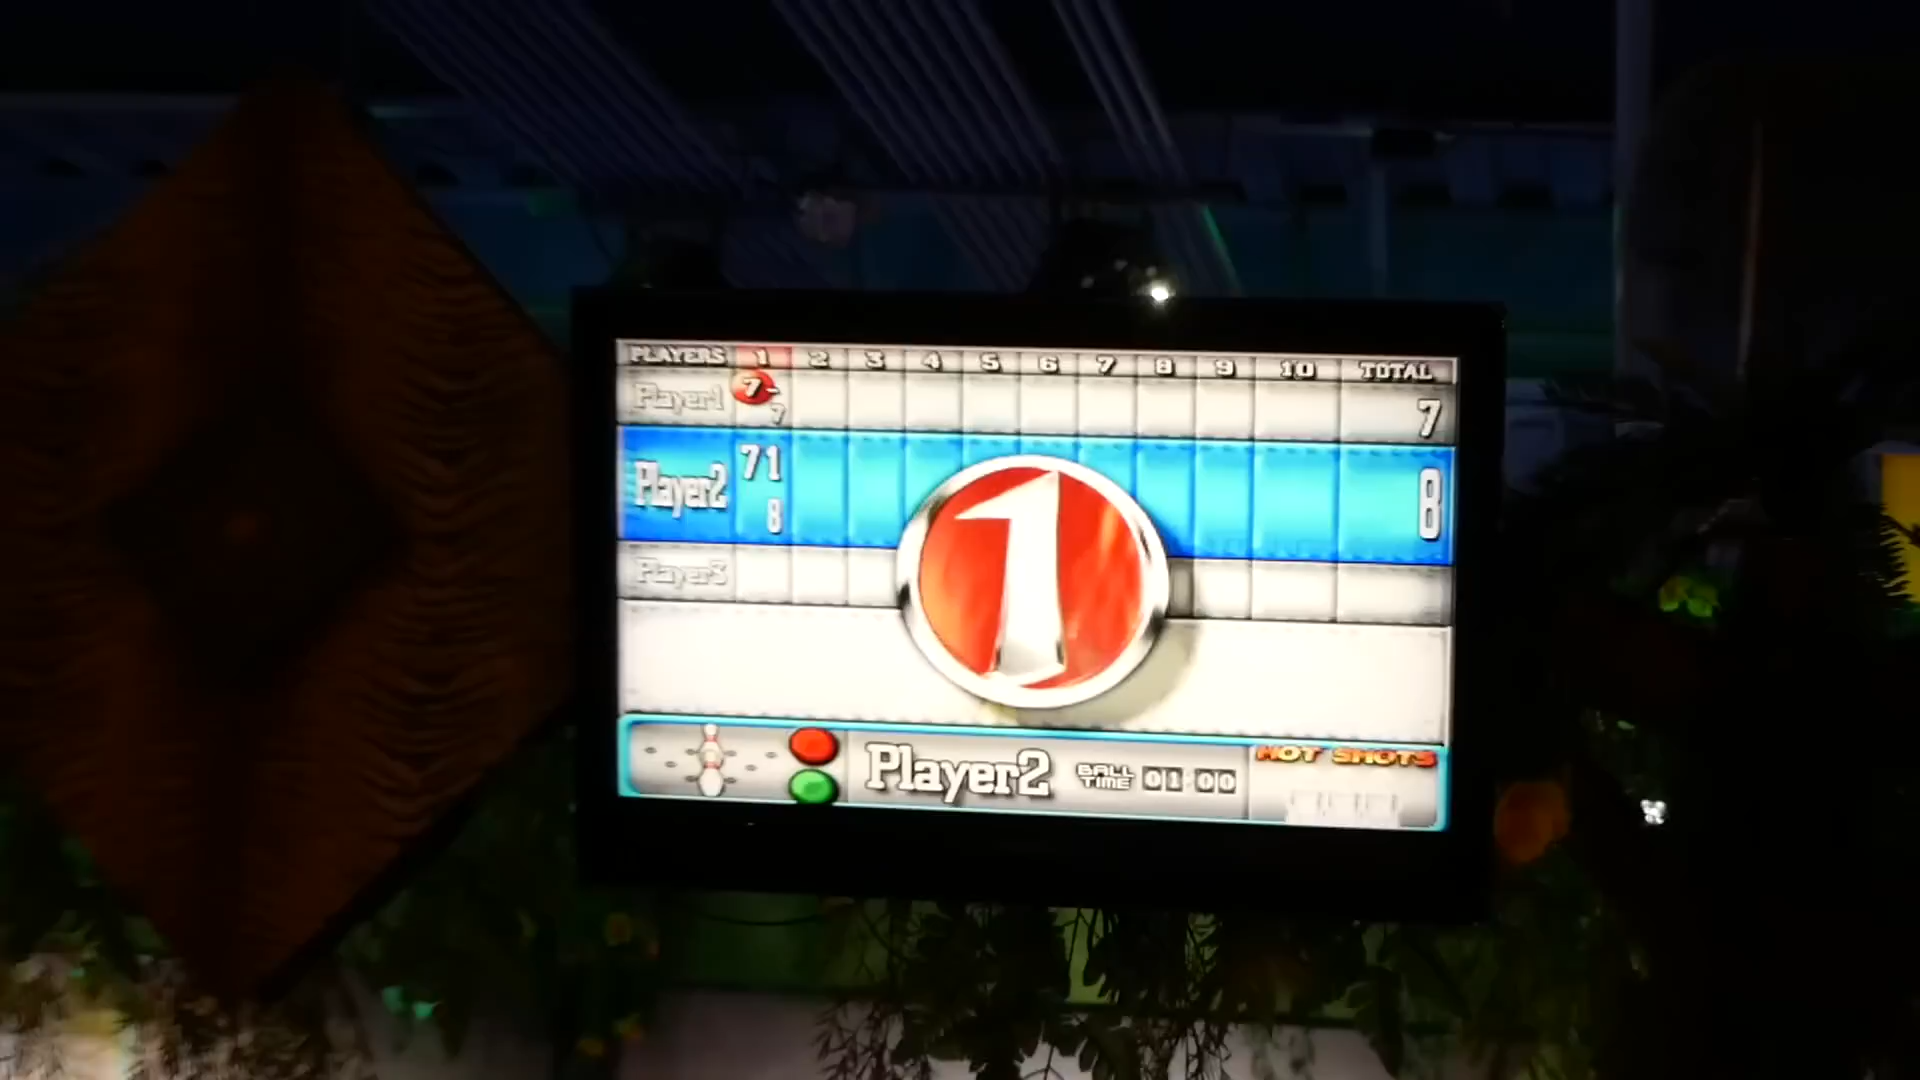 PLAYERS 1 2 3 4 5 6 7 8 9 10 TOTAL
Player1 7 -
7 7
Player2 7 1
8 8
Player3
1
Player2 BALL TIME 01:00 HOT SHOTS